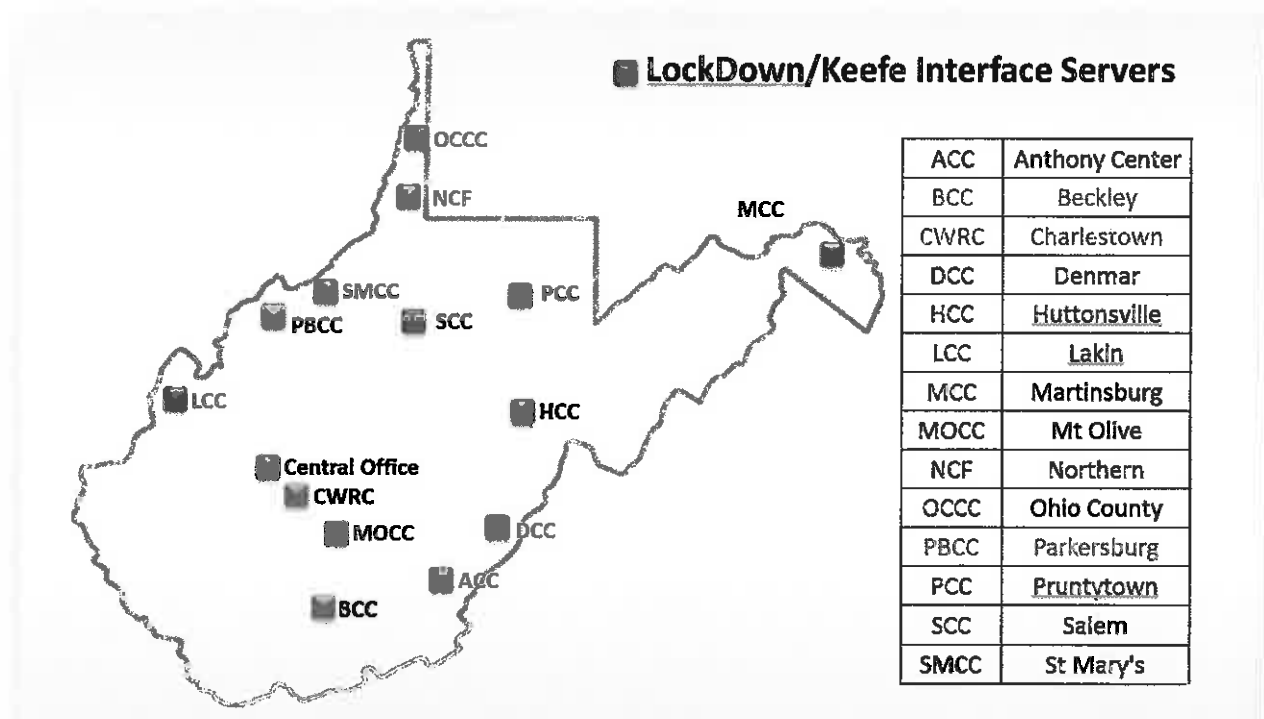 LockDown/Keefe Interface Servers
OCCC
NCF
MCC
SMCC
PCC
PBCC
SCC
LCC
HCC
Central Office
CWRC
MOCC
DCC
ACC
BCC
ACC Anthony Center
BCC Beckley
CWRC Charlestown
DCC Denmar
HCC Huttonsville
LCC Lakin
MCC Martinsburg
MOCC Mt Olive
NCF Northern
OCCC Ohio County
PBCC Parkersburg
PCC Pruntytown
SCC Salem
SMCC St Mary's